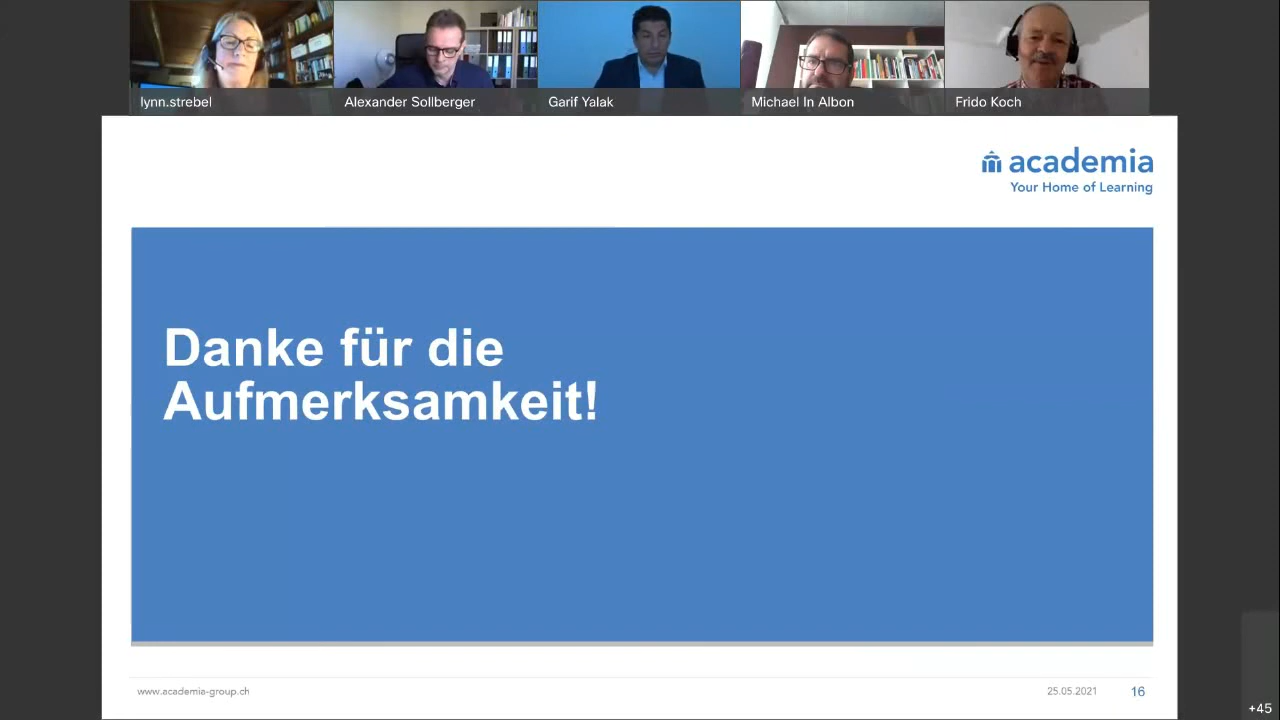 lynn.strebel
Alexander Sollberger
Garif Yalak
Michael In Albon
Frido Koch
academia
Your Home of Learning
Danke für die
Aufmerksamkeit!
www.academia-group.ch
25.05.2021
16
+45